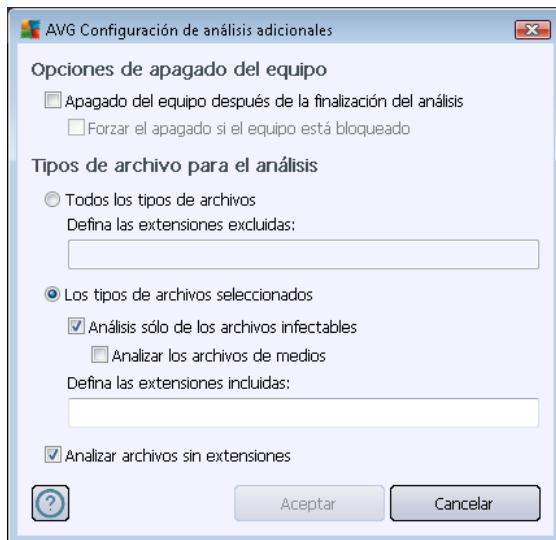 AVG Configuración de análisis adicionales
Opciones de apagado del equipo
Apagado del equipo después de la finalización del análisis
Forzar el apagado si el equipo está bloqueado
Tipos de archivo para el análisis
Todos los tipos de archivos
Defina las extensiones excluidas:
Los tipos de archivos seleccionados
Análisis sólo de los archivos infectables
Analizar los archivos de medios
Defina las extensiones incluidas:
Analizar archivos sin extensiones
? Aceptar Cancelar